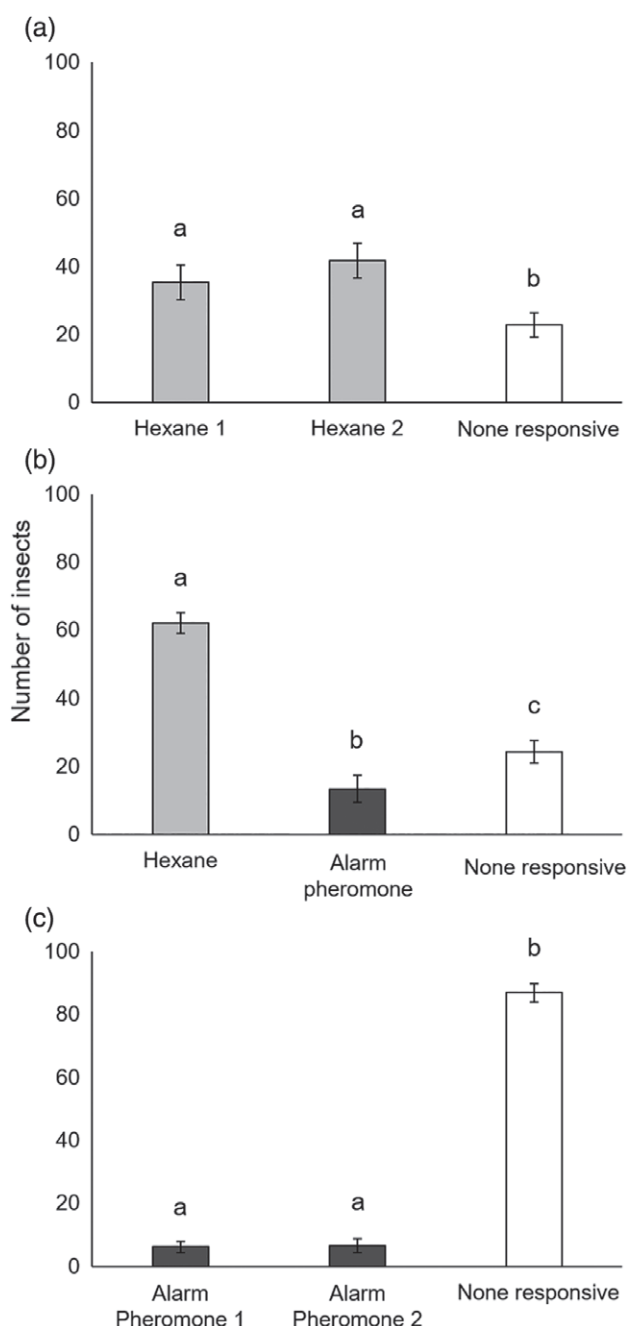 (a)
100
80
60
40
20
0
a
a
b
Hexane 1
Hexane 2
None responsive
(b)
Number of insects
100
80
60
40
20
0
a
b
c
Hexane
Alarm
pheromone
None responsive
(c)
100
80
60
40
20
0
a
a
b
Alarm
Pheromone 1
Alarm
Pheromone 2
None responsive